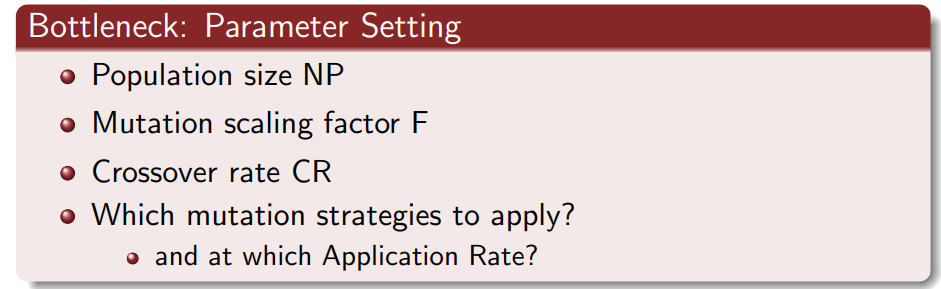 Bottleneck: Parameter Setting
Population size NP
Mutation scaling factor F
Crossover rate CR
Which mutation strategies to apply?
and at which Application Rate?